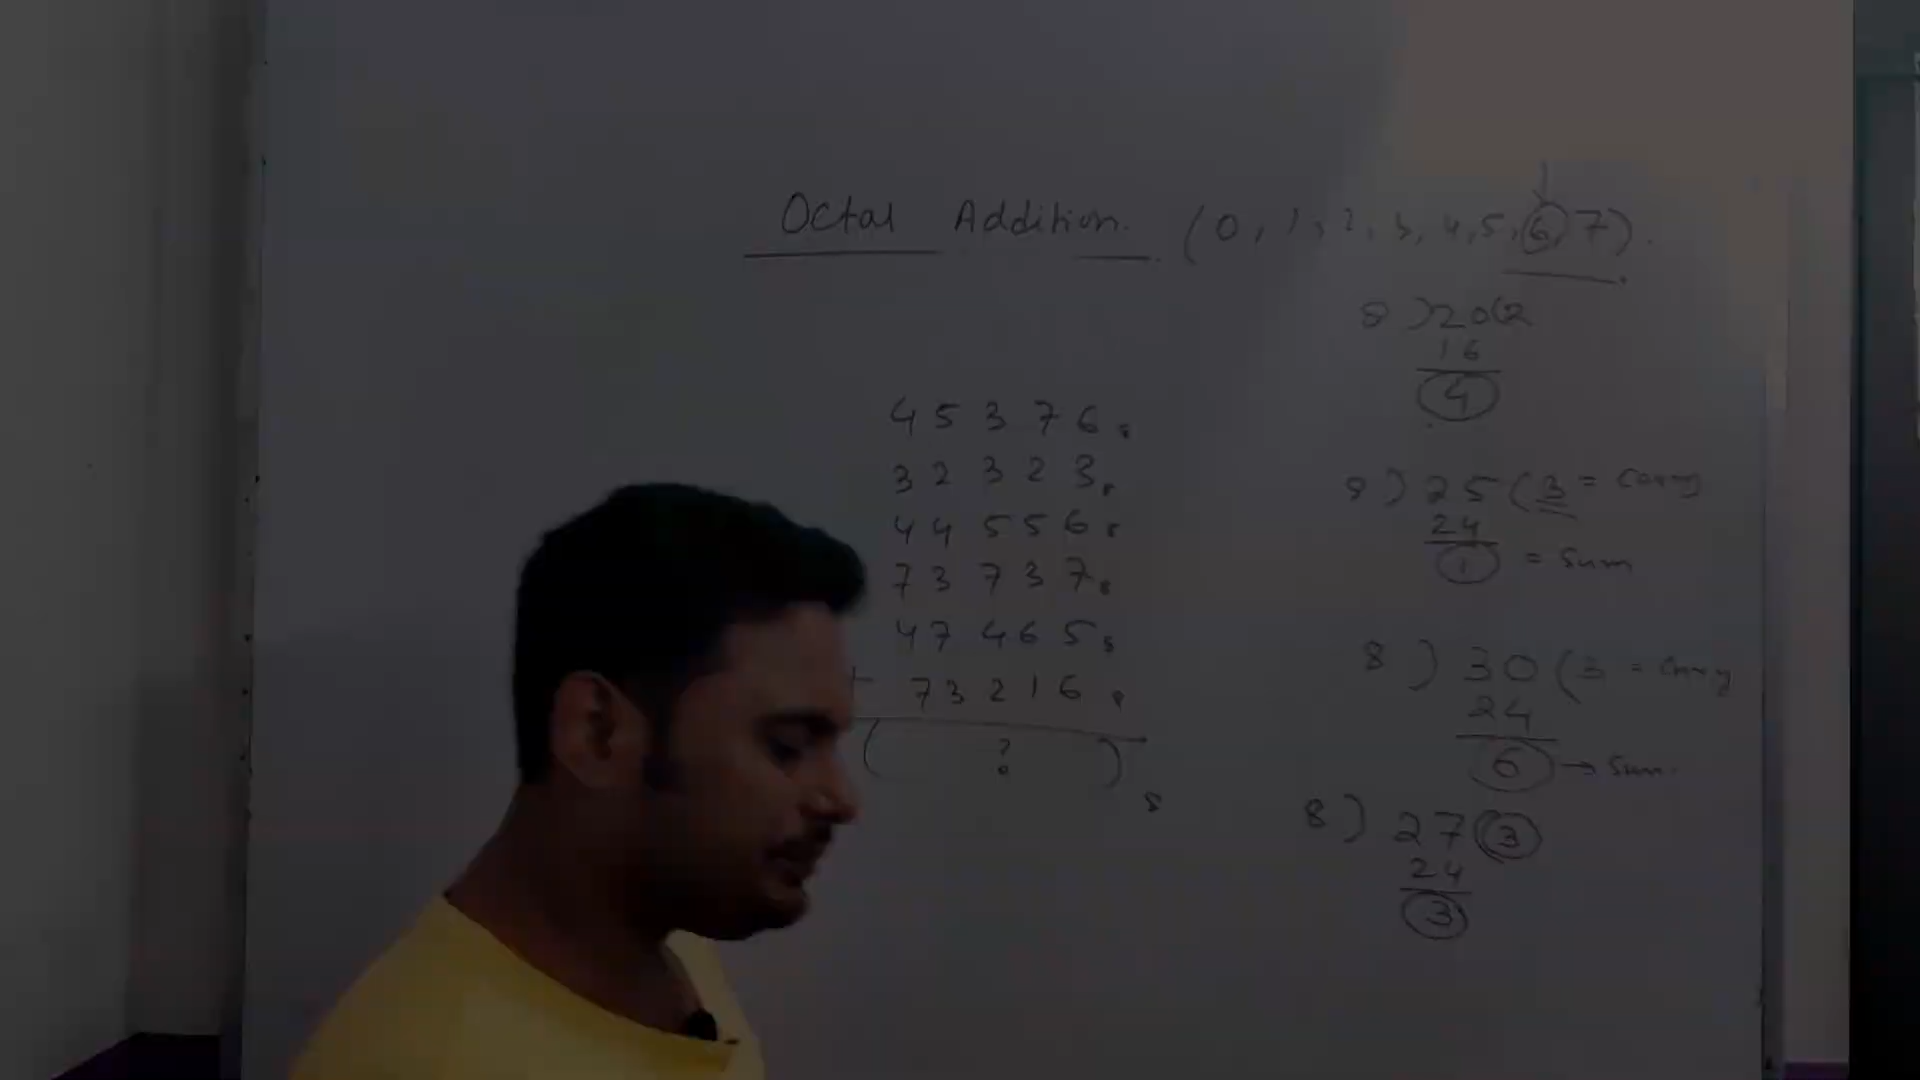 Octal Addition. (0, 1, 2, 3, 4, 5, 6, 7).
4 5 3 7 6 8
3 2 3 2 3 8
4 4 5 5 6 8
7 3 7 3 7 8
4 7 4 6 5 8
+ 7 3 2 1 6 8
( ? ) 8
8 ) 20 ( 2
16
4
8 ) 25 ( 3 = carry
24
1 = Sum
8 ) 30 ( 3 = carry
24
6 → Sum.
8 ) 27 ( 3
24
3